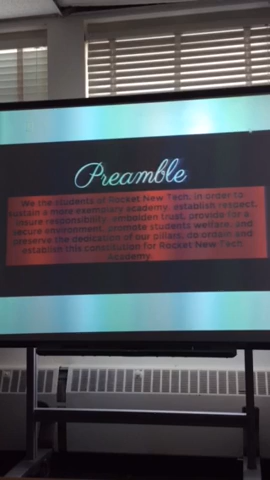 Preamble
We the students of Rocket New Tech, in order to
sustain a more exemplary academy, establish respect,
insure responsibility, embolden trust, provide for a
secure environment, promote students welfare, and
preserve the dedication of our pillars, do ordain and
establish this constitution for Rocket New Tech
Academy.